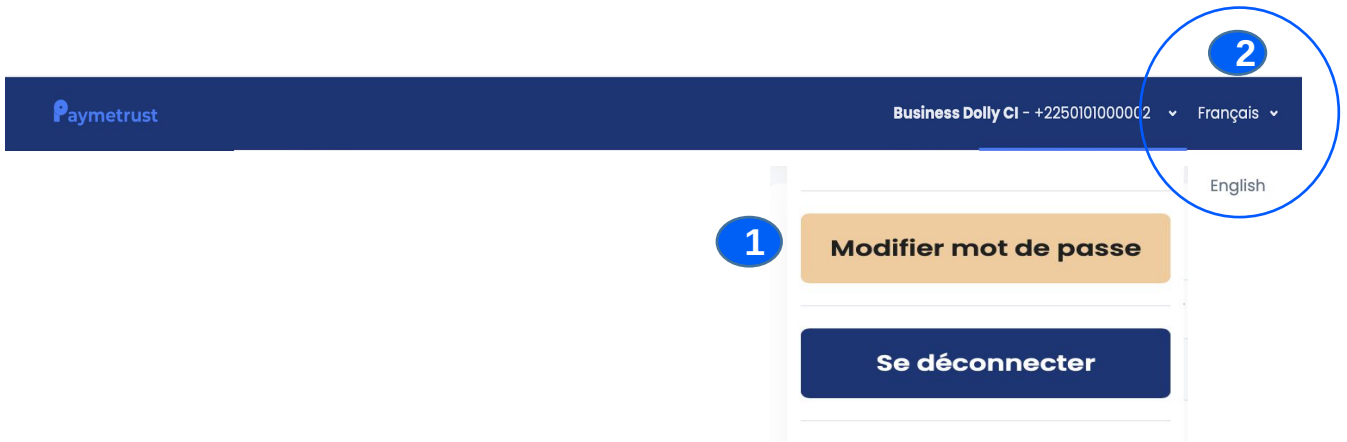 2
Paymetrust
Business Dolly CI - +2250101000002
Français
English
1
Modifier mot de passe
Se déconnecter